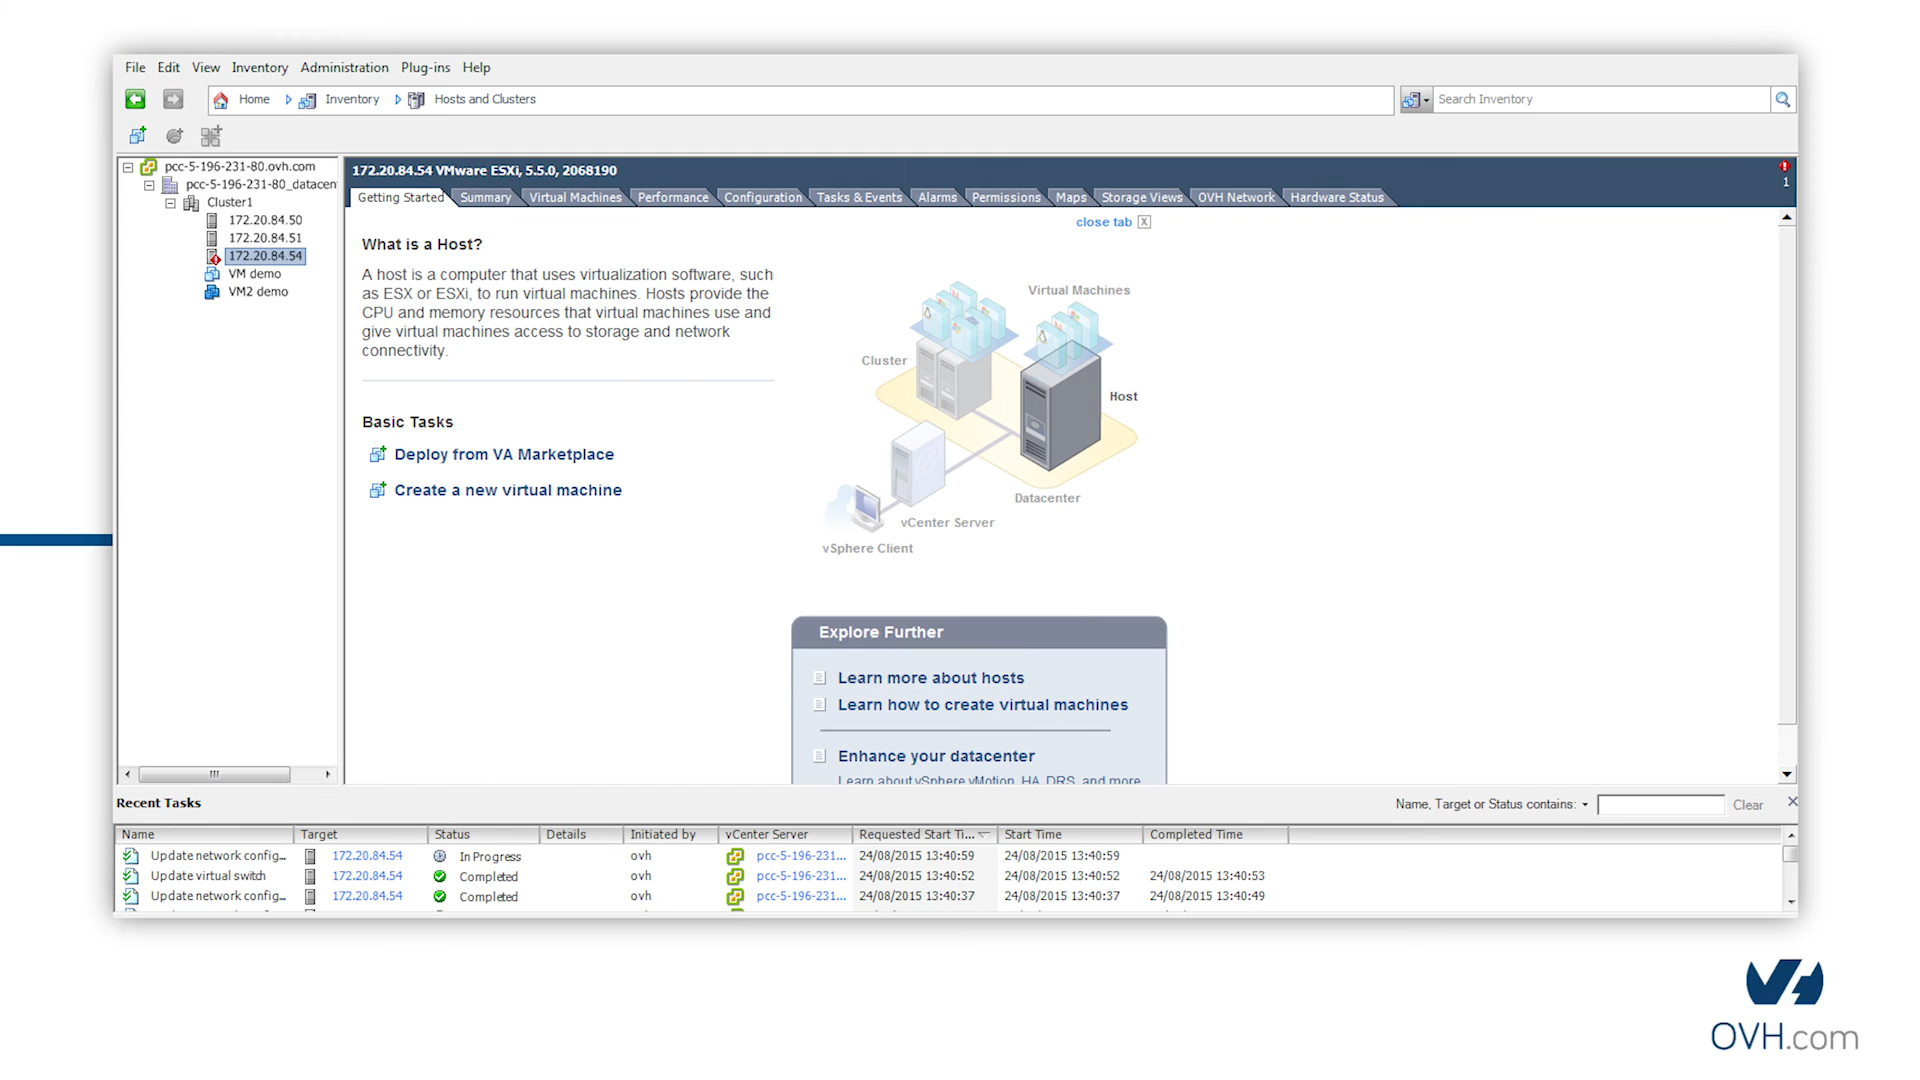 File Edit View Inventory Administration Plug-ins Help
Home Inventory Hosts and Clusters
Search Inventory
pcc-5-196-231-80.ovh.com
pcc-5-196-231-80_datacen
Cluster1
172.20.84.50
172.20.84.51
172.20.84.54
VM demo
VM2 demo
172.20.84.54 VMware ESXi, 5.5.0, 2068190
1
Getting Started Summary Virtual Machines Performance Configuration Tasks & Events Alarms Permissions Maps Storage Views OVH Network Hardware Status
close tab X
What is a Host?
A host is a computer that uses virtualization software, such
as ESX or ESXi, to run virtual machines. Hosts provide the
CPU and memory resources that virtual machines use and
give virtual machines access to storage and network
connectivity.
Basic Tasks
Deploy from VA Marketplace
Create a new virtual machine
Virtual Machines
Cluster
Host
Datacenter
vCenter Server
vSphere Client
Explore Further
Learn more about hosts
Learn how to create virtual machines
Enhance your datacenter
Learn about vSphere vMotion, HA, DRS, and more
Recent Tasks
Name, Target or Status contains: Clear
Name Target Status Details Initiated by vCenter Server Requested Start Ti... Start Time Completed Time
Update network config... 172.20.84.54 In Progress ovh pcc-5-196-231... 24/08/2015 13:40:59 24/08/2015 13:40:59
Update virtual switch 172.20.84.54 Completed ovh pcc-5-196-231... 24/08/2015 13:40:52 24/08/2015 13:40:52 24/08/2015 13:40:53
Update network config... 172.20.84.54 Completed ovh pcc-5-196-231... 24/08/2015 13:40:37 24/08/2015 13:40:37 24/08/2015 13:40:49
OVH.com